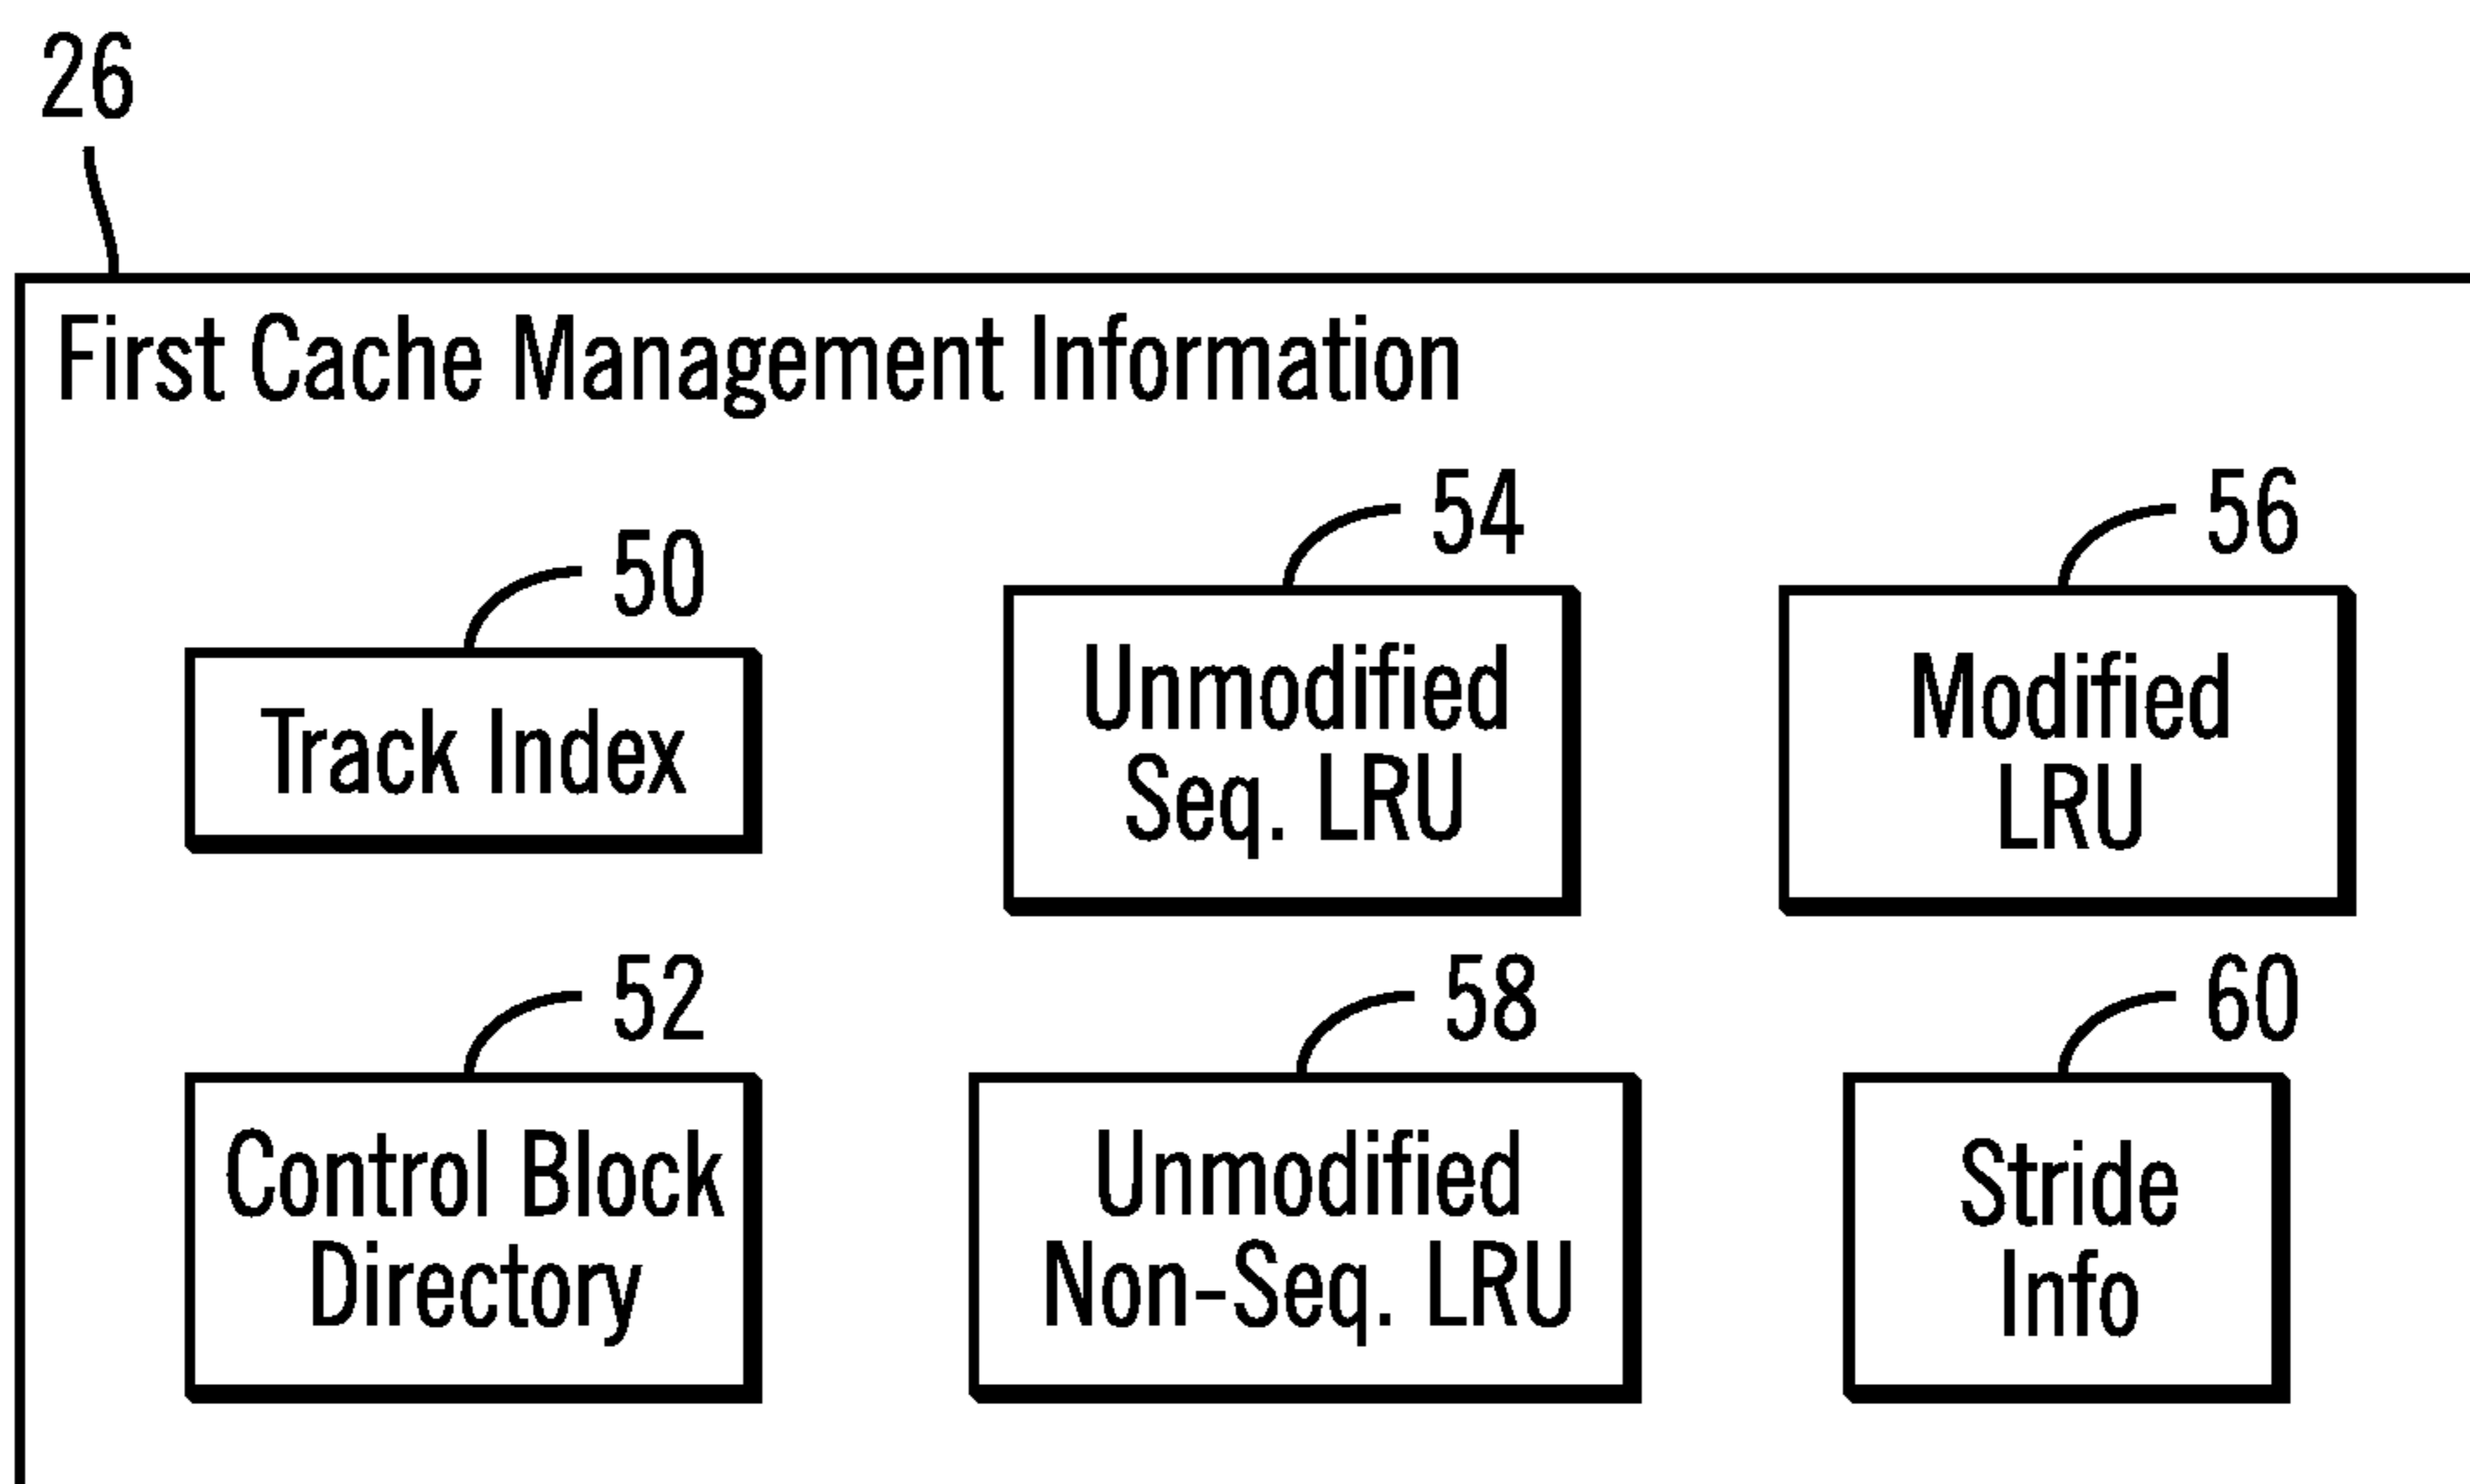 26
First Cache Management Information
50
Track Index
54
Unmodified
Seq. LRU
56
Modified
LRU
52
Control Block
Directory
58
Unmodified
Non-Seq. LRU
60
Stride
Info